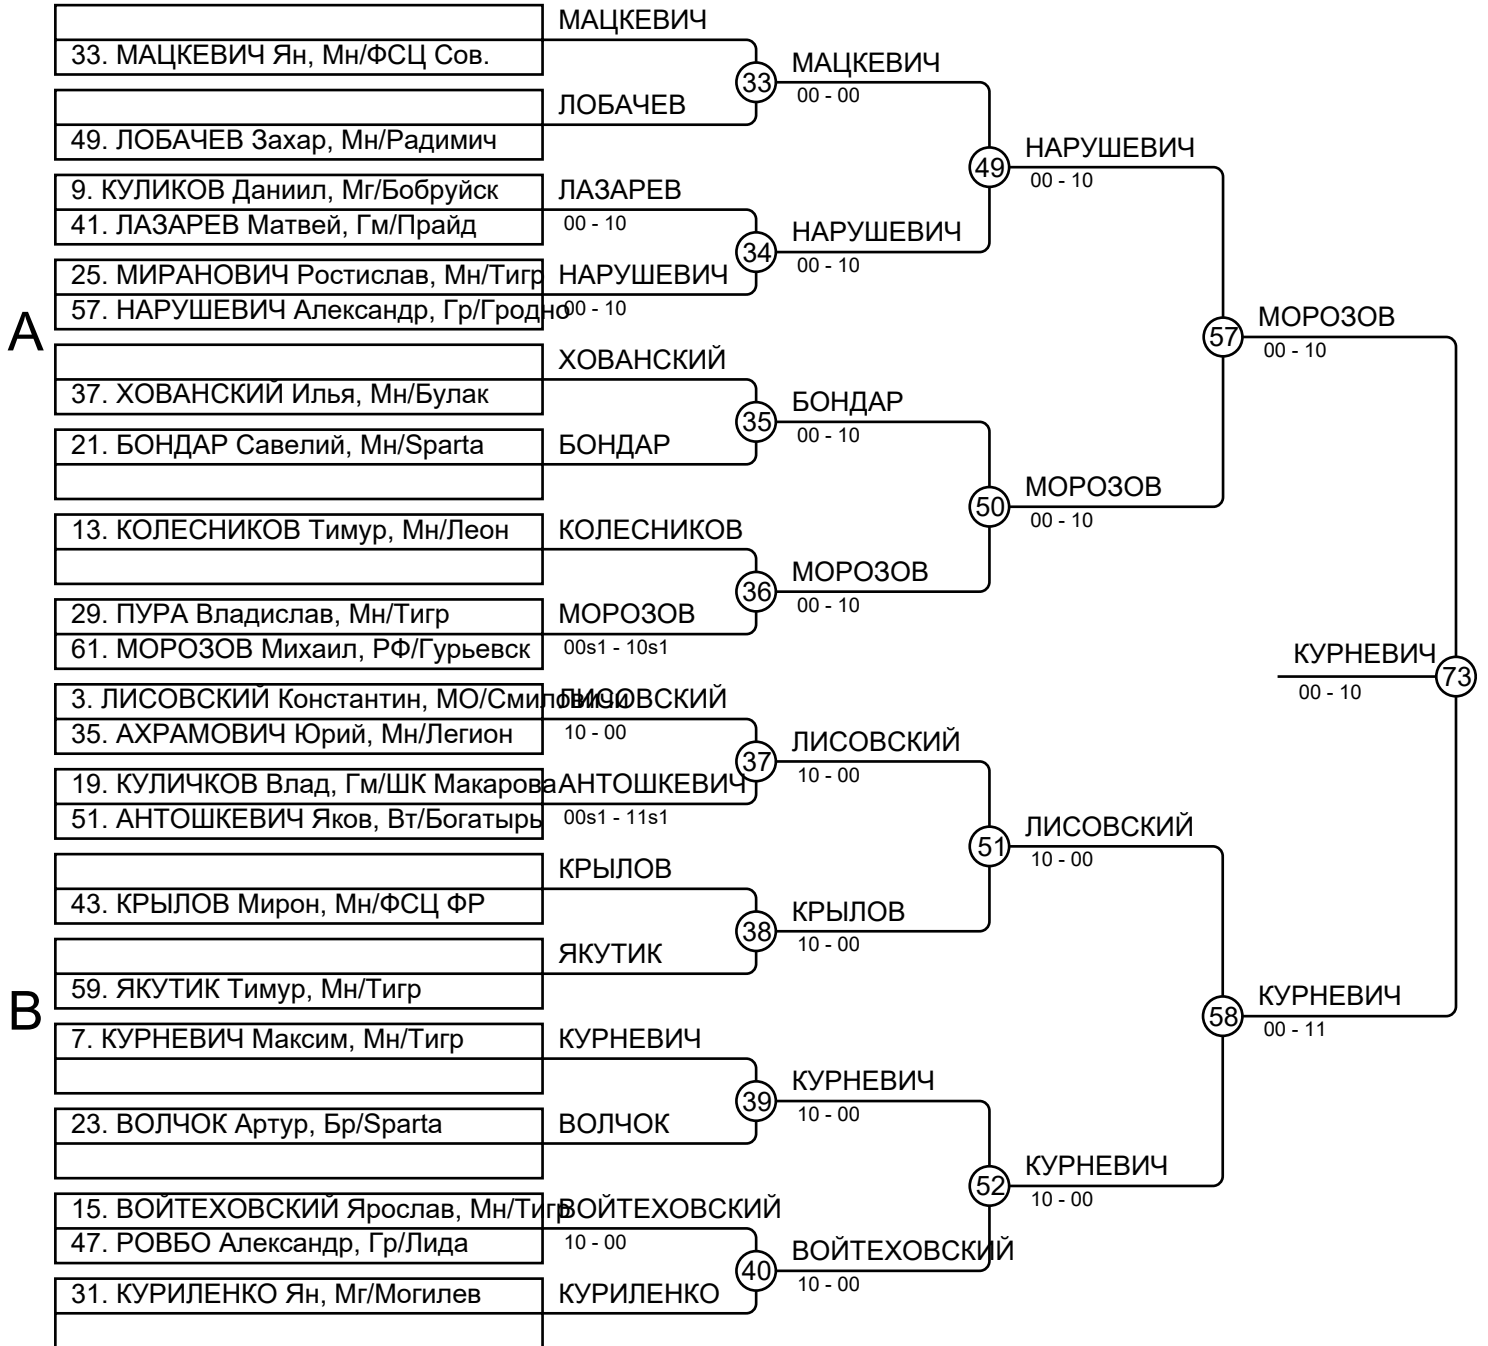 МАЦКЕВИЧ
33. МАЦКЕВИЧ Ян, Мн/ФСЦ Сов.
33
МАЦКЕВИЧ
00 - 00
ЛОБАЧЕВ
49. ЛОБАЧЕВ Захар, Мн/Радимич
49
НАРУШЕВИЧ
00 - 10
9. КУЛИКОВ Даниил, Мг/Бобруйск
ЛАЗАРЕВ
41. ЛАЗАРЕВ Матвей, Гм/Прайд
00 - 10
34
НАРУШЕВИЧ
00 - 10
25. МИРАНОВИЧ Ростислав, Мн/Тигр
НАРУШЕВИЧ
57. НАРУШЕВИЧ Александр, Гр/Гродно
00 - 10
A
57
МОРОЗОВ
00 - 10
ХОВАНСКИЙ
37. ХОВАНСКИЙ Илья, Мн/Булак
35
БОНДАР
00 - 10
21. БОНДАР Савелий, Мн/Sparta
БОНДАР
50
МОРОЗОВ
00 - 10
13. КОЛЕСНИКОВ Тимур, Мн/Леон
КОЛЕСНИКОВ
36
МОРОЗОВ
00 - 10
29. ПУРА Владислав, Мн/Тигр
МОРОЗОВ
61. МОРОЗОВ Михаил, РФ/Гурьевск
00s1 - 10s1
КУРНЕВИЧ
73
00 - 10
3. ЛИСОВСКИЙ Константин, МО/Смиловичи
ЛИСОВСКИЙ
35. АХРАМОВИЧ Юрий, Мн/Легион
10 - 00
37
ЛИСОВСКИЙ
10 - 00
19. КУЛИЧКОВ Влад, Гм/ШК Макарова
АНТОШКЕВИЧ
51. АНТОШКЕВИЧ Яков, Вт/Богатырь
00s1 - 11s1
51
ЛИСОВСКИЙ
10 - 00
КРЫЛОВ
43. КРЫЛОВ Мирон, Мн/ФСЦ ФР
38
КРЫЛОВ
10 - 00
ЯКУТИК
59. ЯКУТИК Тимур, Мн/Тигр
B
58
КУРНЕВИЧ
00 - 11
7. КУРНЕВИЧ Максим, Мн/Тигр
КУРНЕВИЧ
39
КУРНЕВИЧ
10 - 00
23. ВОЛЧОК Артур, Бр/Sparta
ВОЛЧОК
52
КУРНЕВИЧ
10 - 00
15. ВОЙТЕХОВСКИЙ Ярослав, Мн/Тигр
ВОЙТЕХОВСКИЙ
47. РОВБО Александр, Гр/Лида
10 - 00
40
ВОЙТЕХОВСКИЙ
10 - 00
31. КУРИЛЕНКО Ян, Мг/Могилев
КУРИЛЕНКО